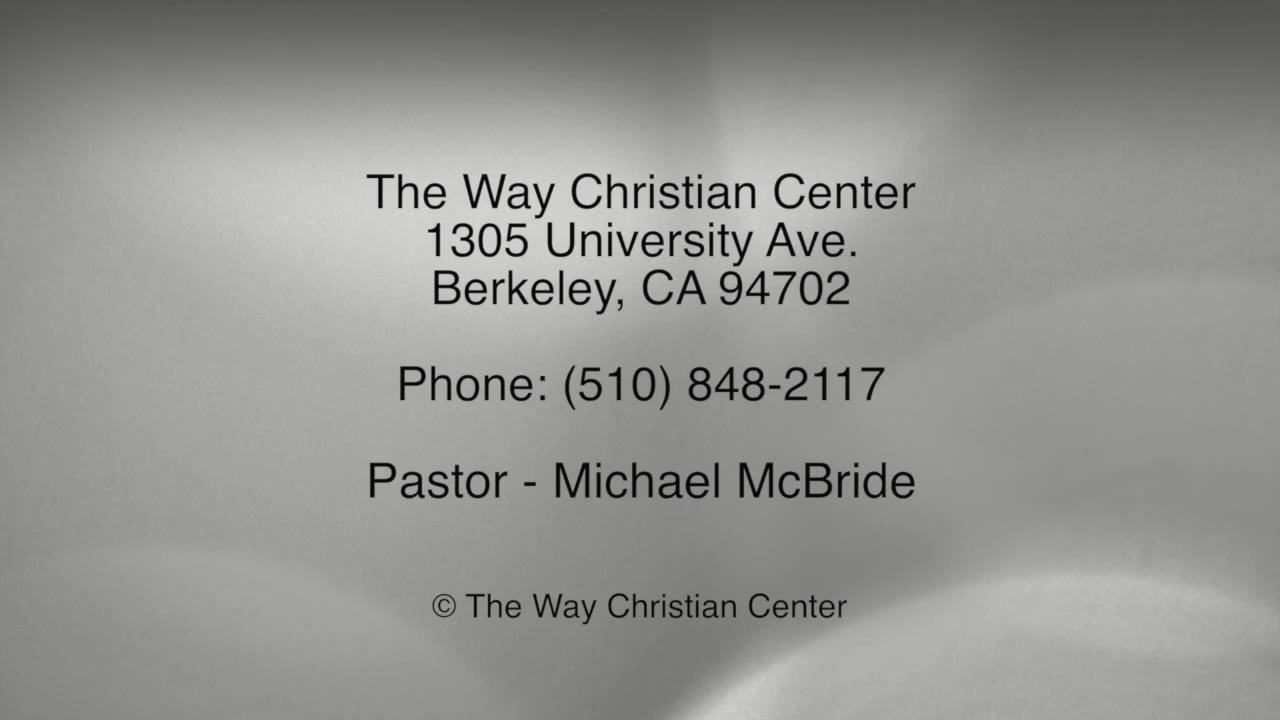 The Way Christian Center
1305 University Ave.
Berkeley, CA 94702
Phone: (510) 848-2117
Pastor - Michael McBride
© The Way Christian Center